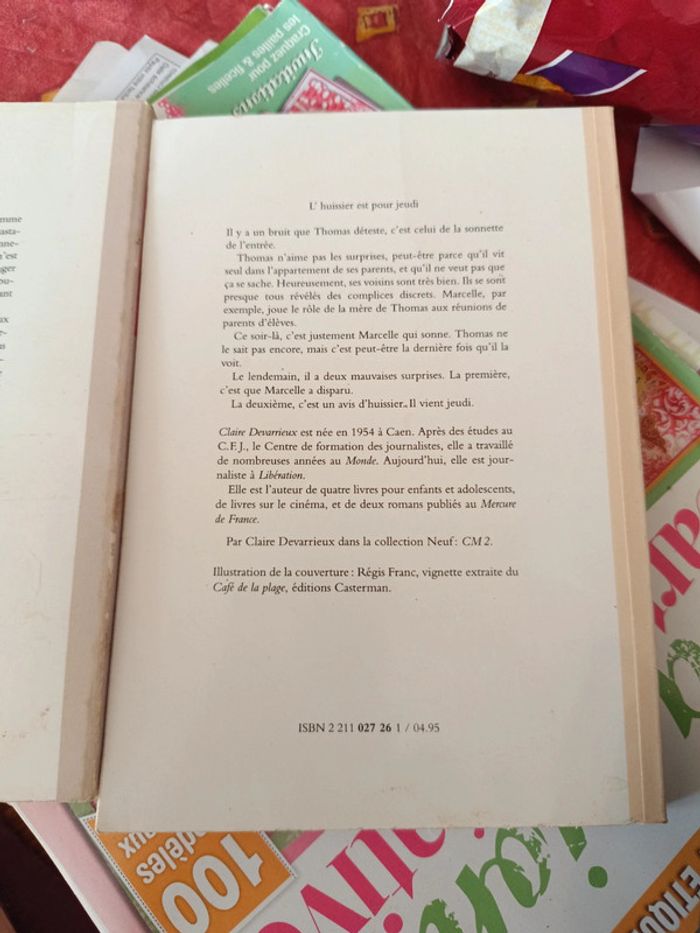 Craquez pour
les pailles & ficelles
Invitations
L' huissier est pour jeudi
Il y a un bruit que Thomas déteste, c'est celui de la sonnette
de l'entrée.
Thomas n'aime pas les surprises, peut-être parce qu'il vit
seul dans l'appartement de ses parents, et qu'il ne veut pas que
ça se sache. Heureusement, ses voisins sont très bien. Ils se sont
presque tous révélés des complices discrets. Marcelle, par
exemple, joue le rôle de la mère de Thomas aux réunions de
parents d'élèves.
Ce soir-là, c'est justement Marcelle qui sonne. Thomas ne
le sait pas encore, mais c'est peut-être la dernière fois qu'il la
voit.
Le lendemain, il a deux mauvaises surprises. La première,
c'est que Marcelle a disparu.
La deuxième, c'est un avis d'huissier. Il vient jeudi.
Claire Devarrieux est née en 1954 à Caen. Après des études au
C.F.J., le Centre de formation des journalistes, elle a travaillé
de nombreuses années au Monde. Aujourd'hui, elle est jour-
naliste à Libération.
Elle est l'auteur de quatre livres pour enfants et adolescents,
de livres sur le cinéma, et de deux romans publiés au Mercure
de France.
Par Claire Devarrieux dans la collection Neuf : CM 2.
Illustration de la couverture : Régis Franc, vignette extraite du
Café de la plage, éditions Casterman.
ISBN 2 211 027 26 1 / 04.95
100